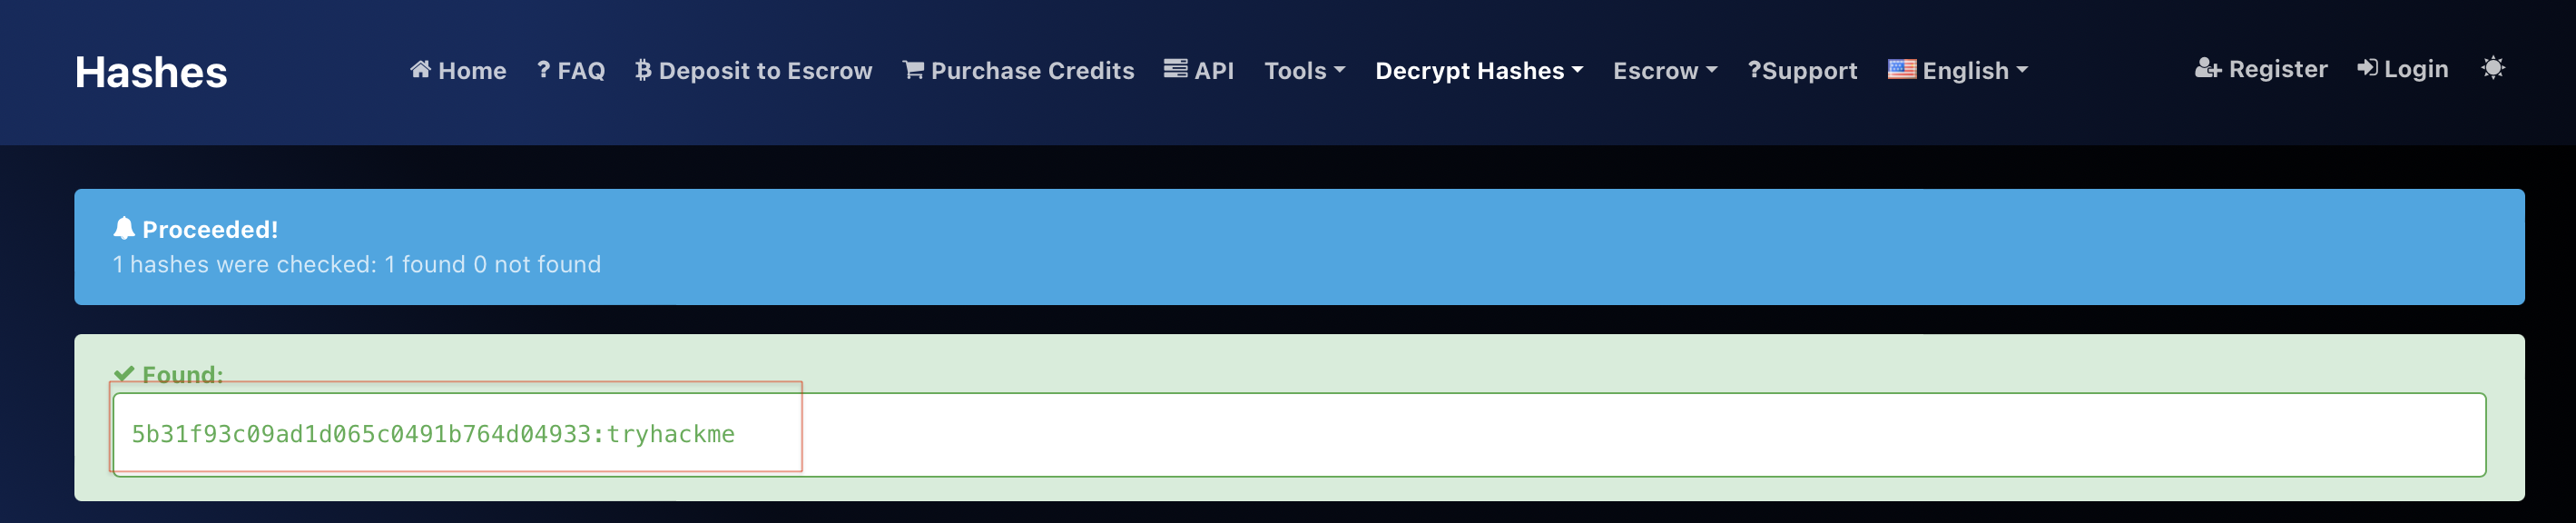 Hashes Home ? FAQ Deposit to Escrow Purchase Credits API Tools Decrypt Hashes Escrow ?Support English Register Login
Proceeded!
1 hashes were checked: 1 found 0 not found
Found:
5b31f93c09ad1d065c0491b764d04933:tryhackme